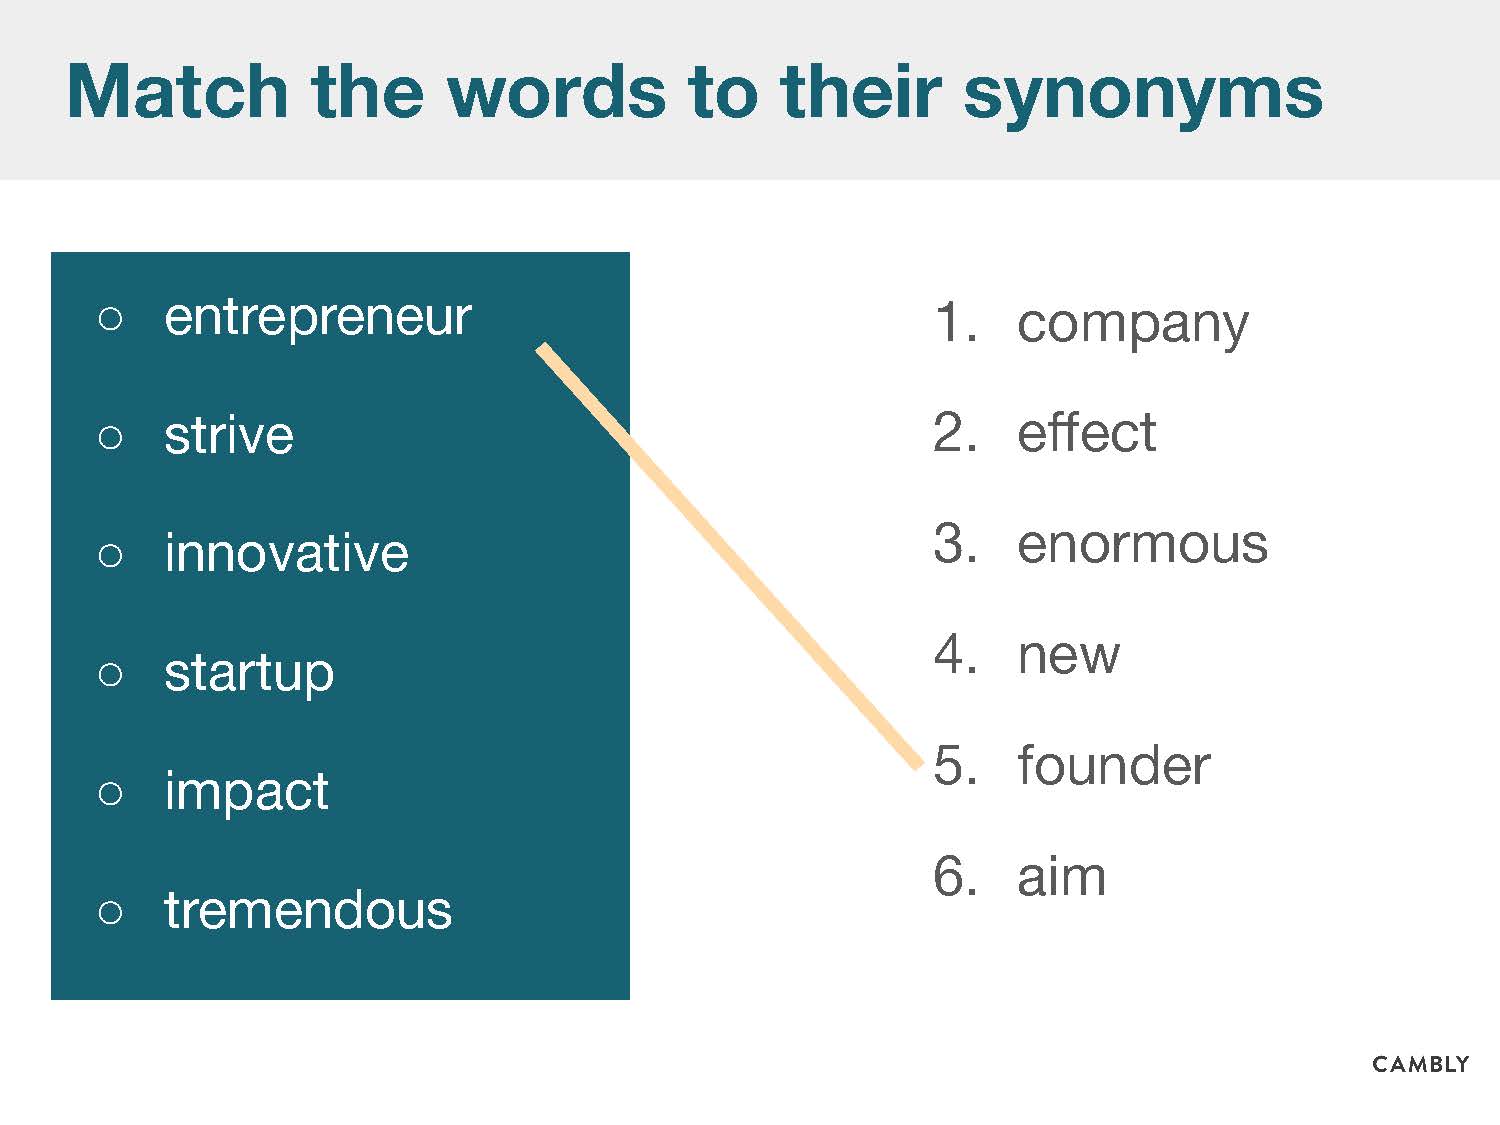 Match the words to their synonyms
○ entrepreneur
○ strive
○ innovative
○ startup
○ impact
○ tremendous
1. company
2. effect
3. enormous
4. new
5. founder
6. aim
CAMBLY